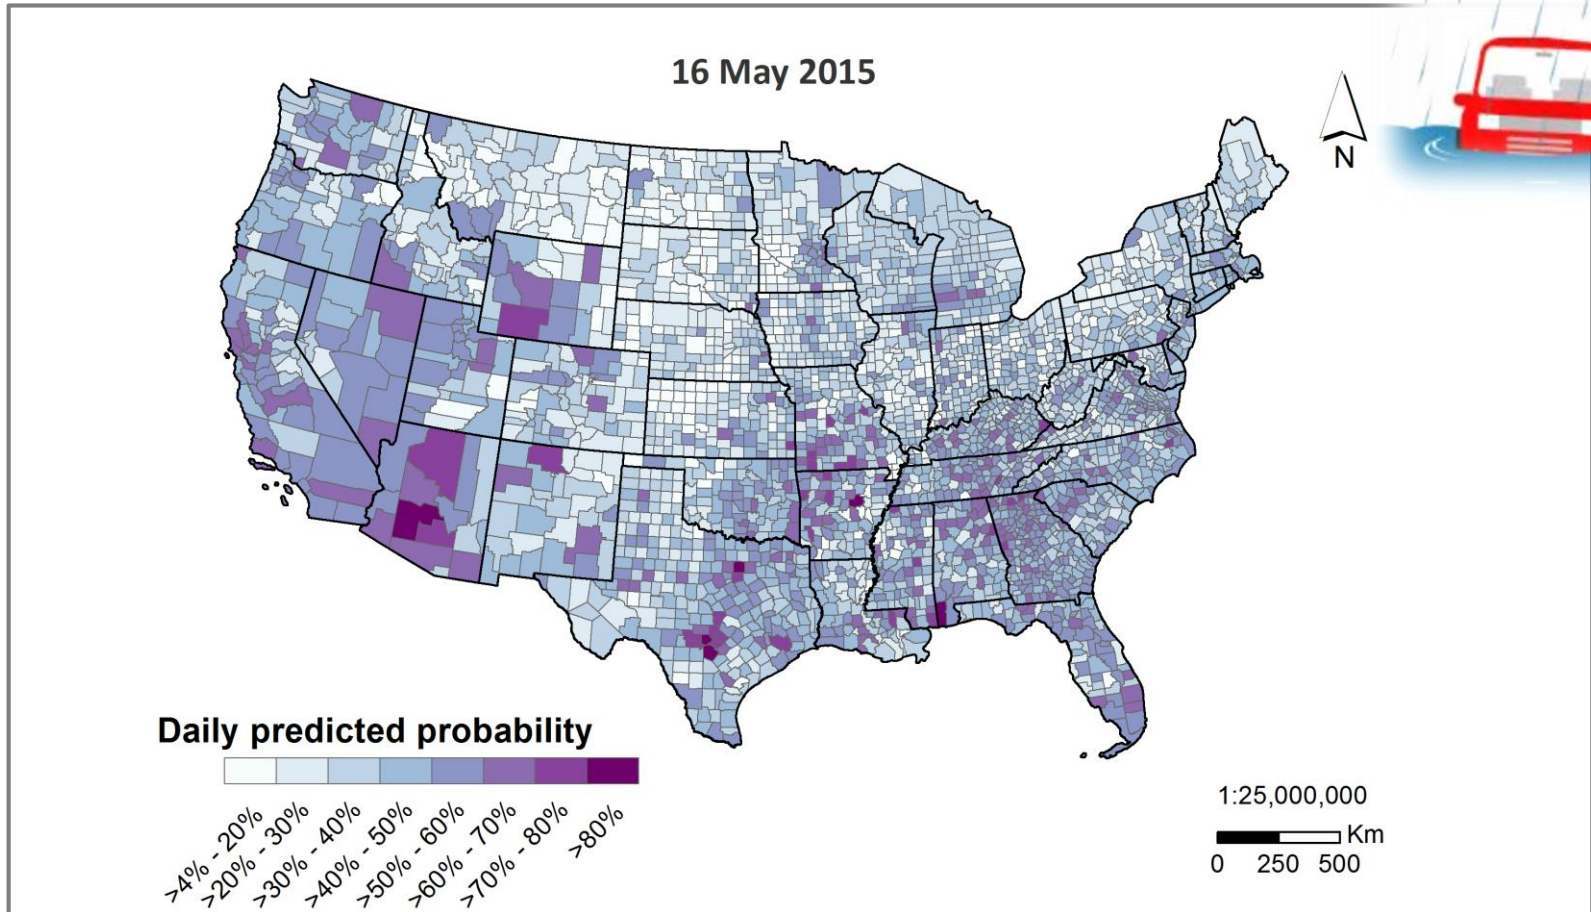 16 May 2015
N
Daily predicted probability
>4% - 20%
>20% - 30%
>30% - 40%
>40% - 50%
>50% - 60%
>60% - 70%
>70% - 80%
>80%
1:25,000,000
Km
0 250 500